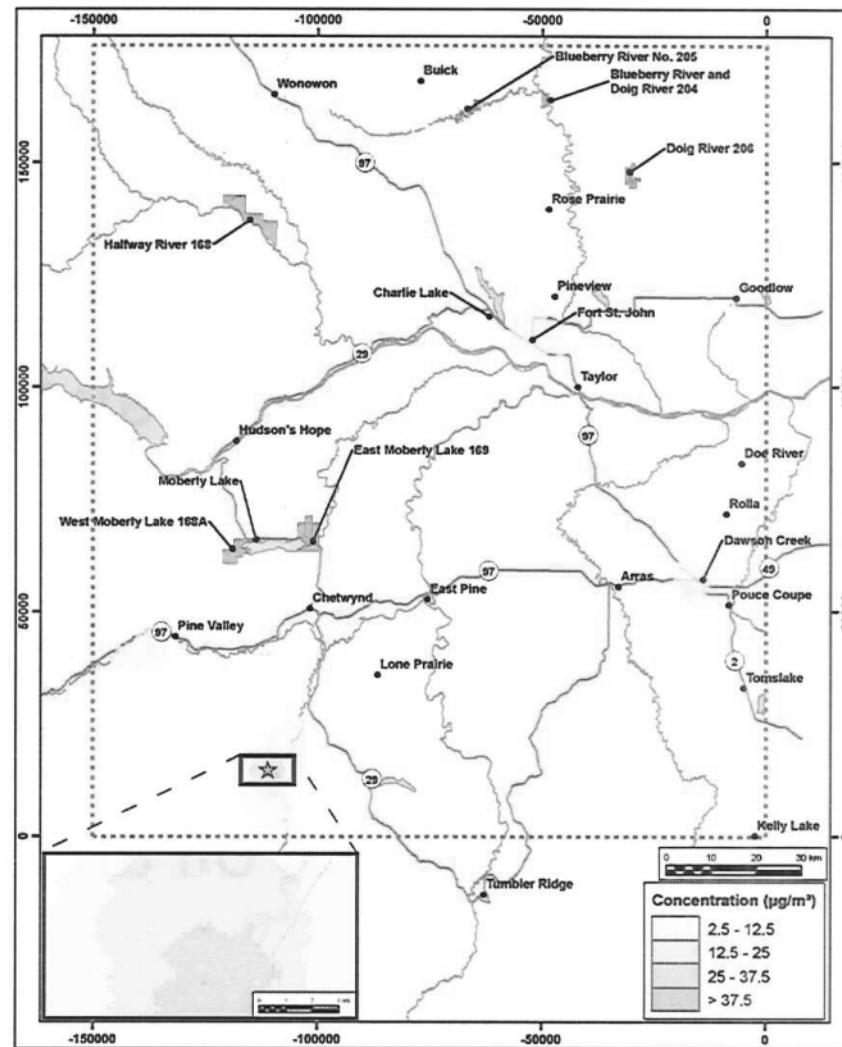 -150000
-100000
-50000
0
Blueberry River No. 205
Buick
Blueberry River and
Doig River 204
Wonowon
150000
97
Doig River 206
Rose Prairie
Halfway River 168
Pineview
Goodlow
Charlie Lake
Fort St. John
29
100000
Taylor
Hudson's Hope
97
East Moberly Lake 169
Doe River
Moberly Lake
Rolla
West Moberly Lake 168A
Dawson Creek
97
49
Arras
East Pine
Chetwynd
Pouce Coupe
50000
97
Pine Valley
2
Lone Prairie
Tomslake
29
0
Kelly Lake
0 10 20 30 km
Tumbler Ridge
Concentration (µg/m³)
2.5 - 12.5
12.5 - 25
25 - 37.5
> 37.5
-150000
-100000
-50000
0